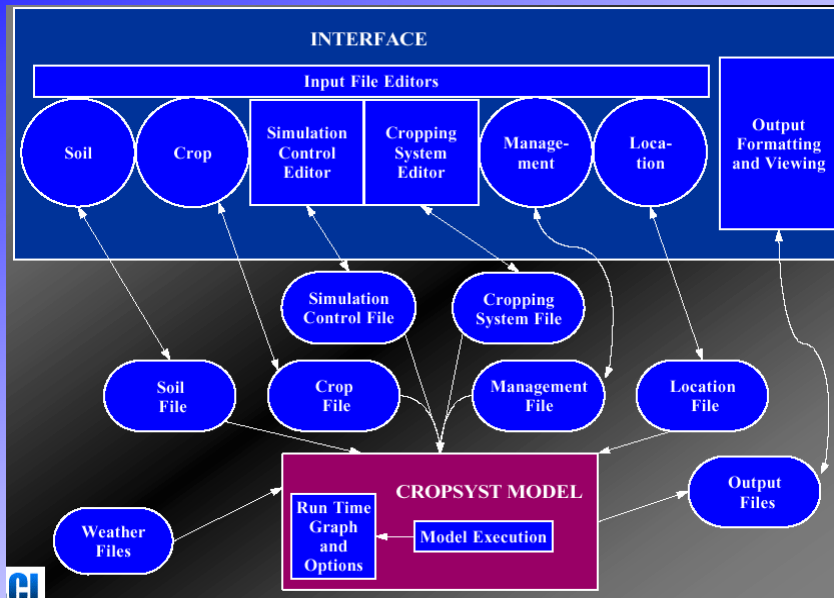 INTERFACE
Input File Editors
Soil
Crop
Simulation
Control
Editor
Cropping
System
Editor
Manage-
ment
Loca-
tion
Output
Formatting
and Viewing
Simulation
Control File
Cropping
System File
Soil
File
Crop
File
Management
File
Location
File
CROPSYST MODEL
Run Time
Graph
and
Options
Model Execution
Weather
Files
Output
Files